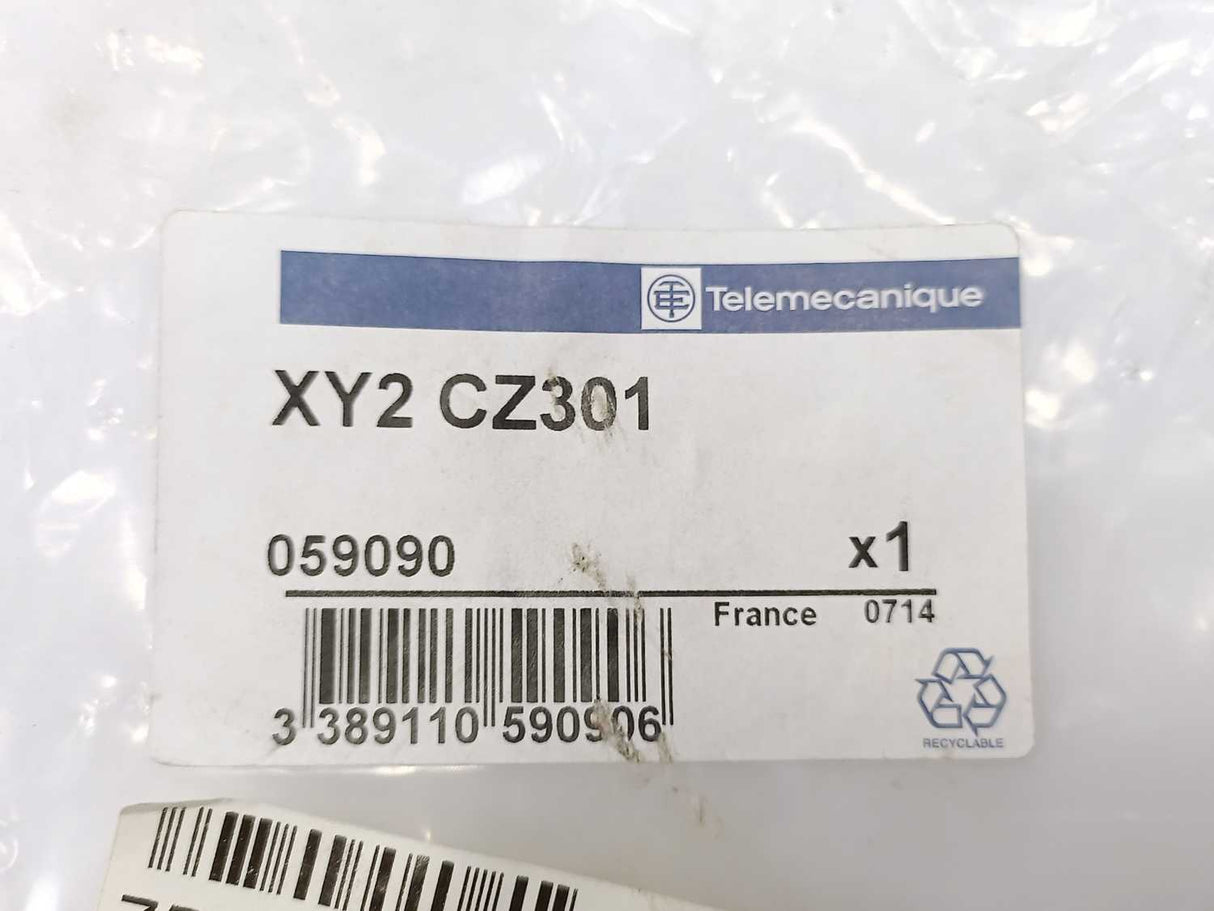 Telemecanique
XY2 CZ301
059090 x1
France 0714
3 389110 590906
RECYCLABLE